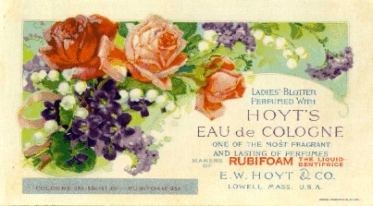 LADIES' BLOTTER
PERFUMED WITH
HOYT'S
EAU de COLOGNE
ONE OF THE MOST FRAGRANT
AND LASTING OF PERFUMES
MAKERS OF RUBIFOAM THE LIQUID DENTIFRICE
E.W. HOYT & CO.
LOWELL, MASS. U.S.A.